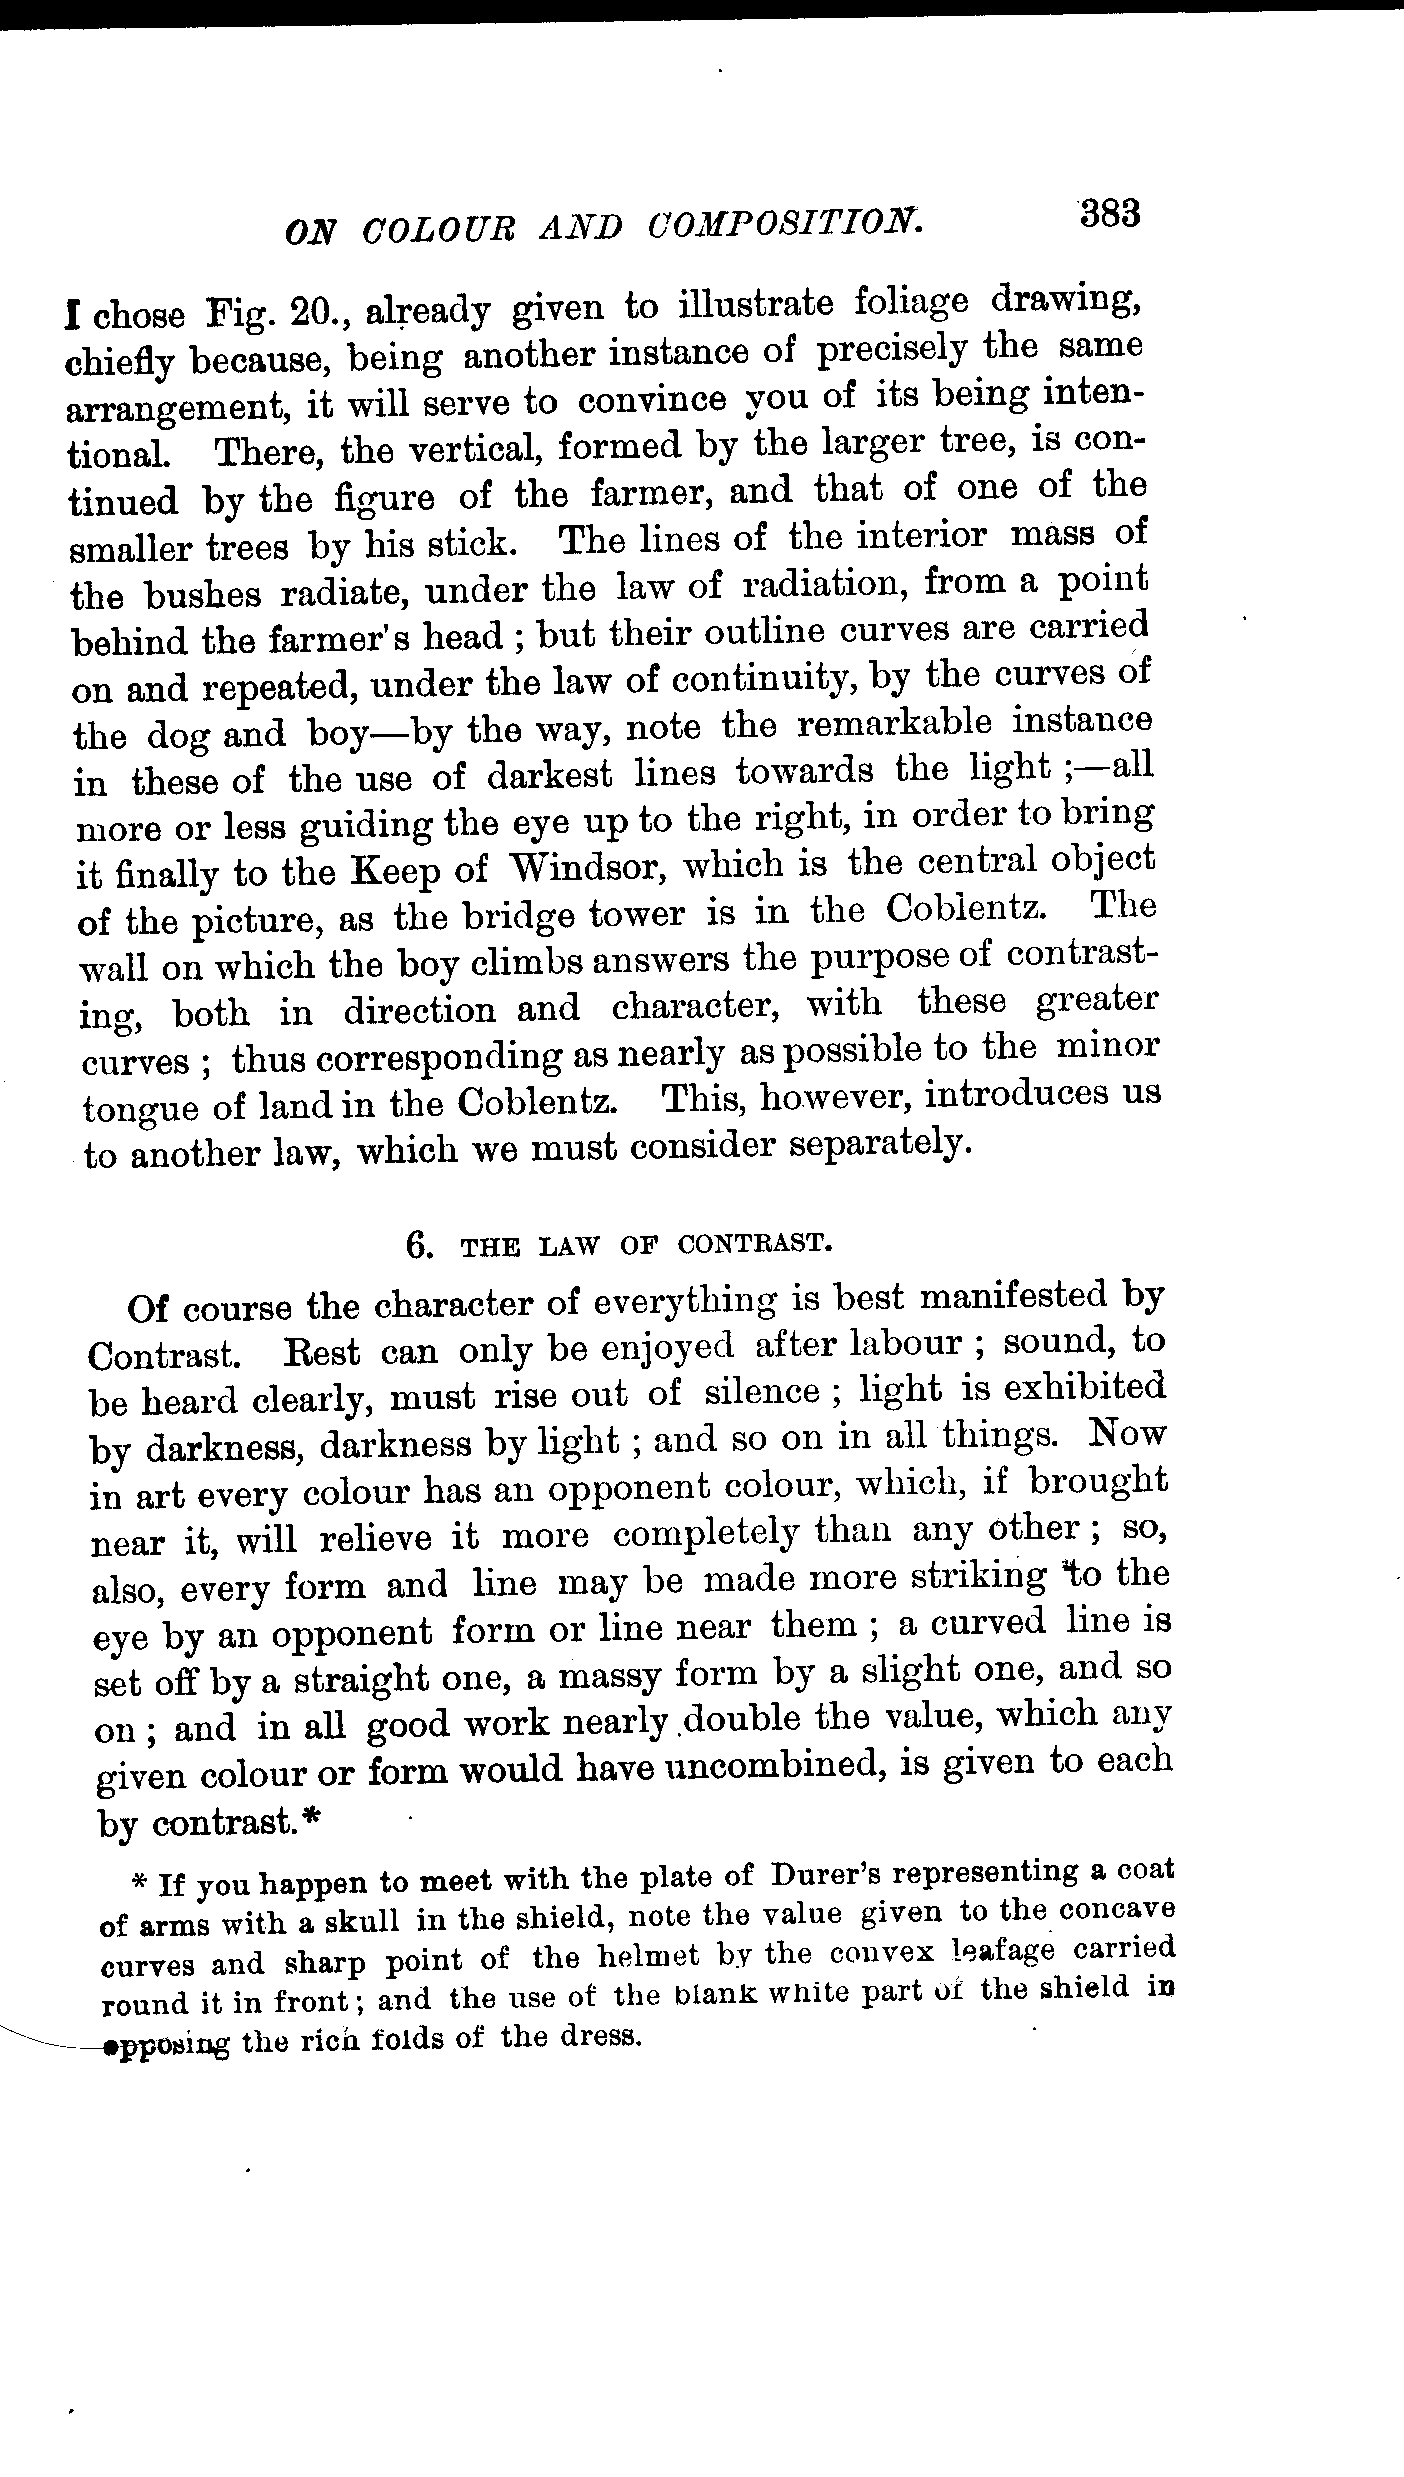 ON COLOUR AND COMPOSITION. 383
I chose Fig. 20., already given to illustrate foliage drawing,
chiefly because, being another instance of precisely the same
arrangement, it will serve to convince you of its being inten-
tional. There, the vertical, formed by the larger tree, is con-
tinued by the figure of the farmer, and that of one of the
smaller trees by his stick. The lines of the interior mass of
the bushes radiate, under the law of radiation, from a point
behind the farmer's head ; but their outline curves are carried
on and repeated, under the law of continuity, by the curves of
the dog and boy—by the way, note the remarkable instance
in these of the use of darkest lines towards the light ;—all
more or less guiding the eye up to the right, in order to bring
it finally to the Keep of Windsor, which is the central object
of the picture, as the bridge tower is in the Coblentz. The
wall on which the boy climbs answers the purpose of contrast-
ing, both in direction and character, with these greater
curves ; thus corresponding as nearly as possible to the minor
tongue of land in the Coblentz. This, however, introduces us
to another law, which we must consider separately.
6. THE LAW OF CONTRAST.
Of course the character of everything is best manifested by
Contrast. Rest can only be enjoyed after labour ; sound, to
be heard clearly, must rise out of silence ; light is exhibited
by darkness, darkness by light ; and so on in all things. Now
in art every colour has an opponent colour, which, if brought
near it, will relieve it more completely than any other ; so,
also, every form and line may be made more striking to the
eye by an opponent form or line near them ; a curved line is
set off by a straight one, a massy form by a slight one, and so
on ; and in all good work nearly double the value, which any
given colour or form would have uncombined, is given to each
by contrast.*
* If you happen to meet with the plate of Durer's representing a coat
of arms with a skull in the shield, note the value given to the concave
curves and sharp point of the helmet by the convex leafage carried
round it in front ; and the use of the blank white part of the shield in
opposing the rich folds of the dress.